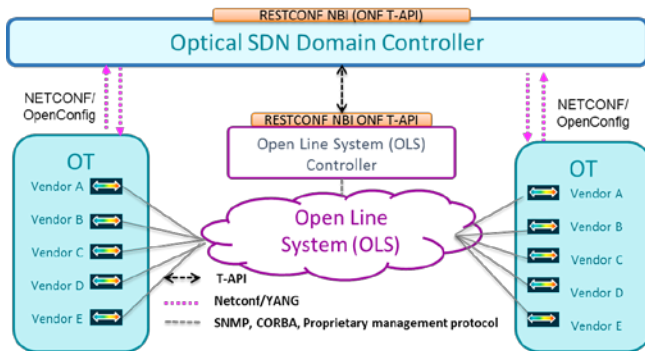 RESTCONF NBI (ONF T-API)
Optical SDN Domain Controller
NETCONF/
OpenConfig
RESTCONF NBI ONF T-API
Open Line System (OLS)
Controller
NETCONF/
OpenConfig
OT
Vendor A
Vendor B
Vendor C
Vendor D
Vendor E
Open Line
System (OLS)
OT
Vendor A
Vendor B
Vendor C
Vendor D
Vendor E
T-API
Netconf/YANG
SNMP, CORBA, Proprietary management protocol